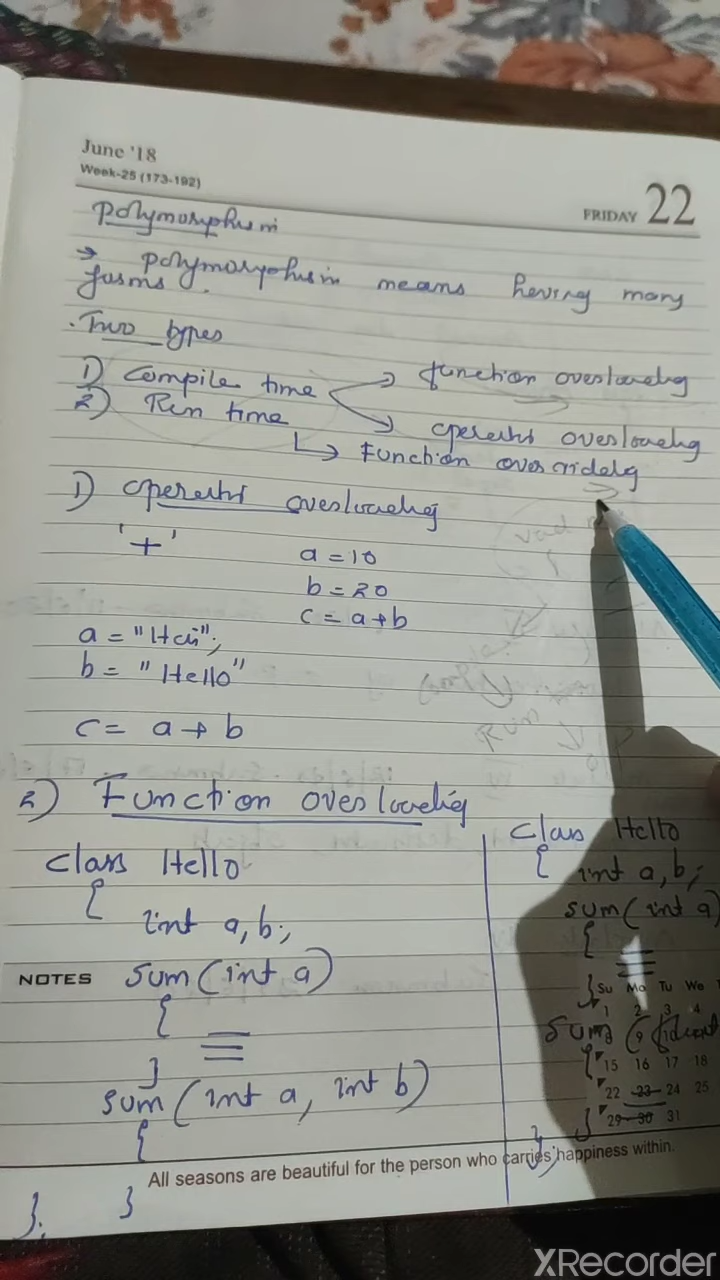 June '18
Week-25 (173-192)
FRIDAY 22
Polymorphism
→ polymorphism means having many
forms.
. Two types
1) Compile time → function overloading
→ operator overloading
2) Run time
↳ Function overriding
1) Operator overloading
'+'
a = 10
b = 20
c = a+b
a = "Hai";
b = "Hello"
c = a + b
2) Function overloading
class Hello
{
int a, b;
sum(int a)
{
}
sum(int a, int b)
{
}
};
class Hello
{
int a, b;
sum(int a)
{
}
sum(
{
}
};
NOTES
Su Mo Tu We
1 2 3 4
9
15 16 17 18
22 23 24 25
29 30 31
All seasons are beautiful for the person who carries happiness within.
XRecorder